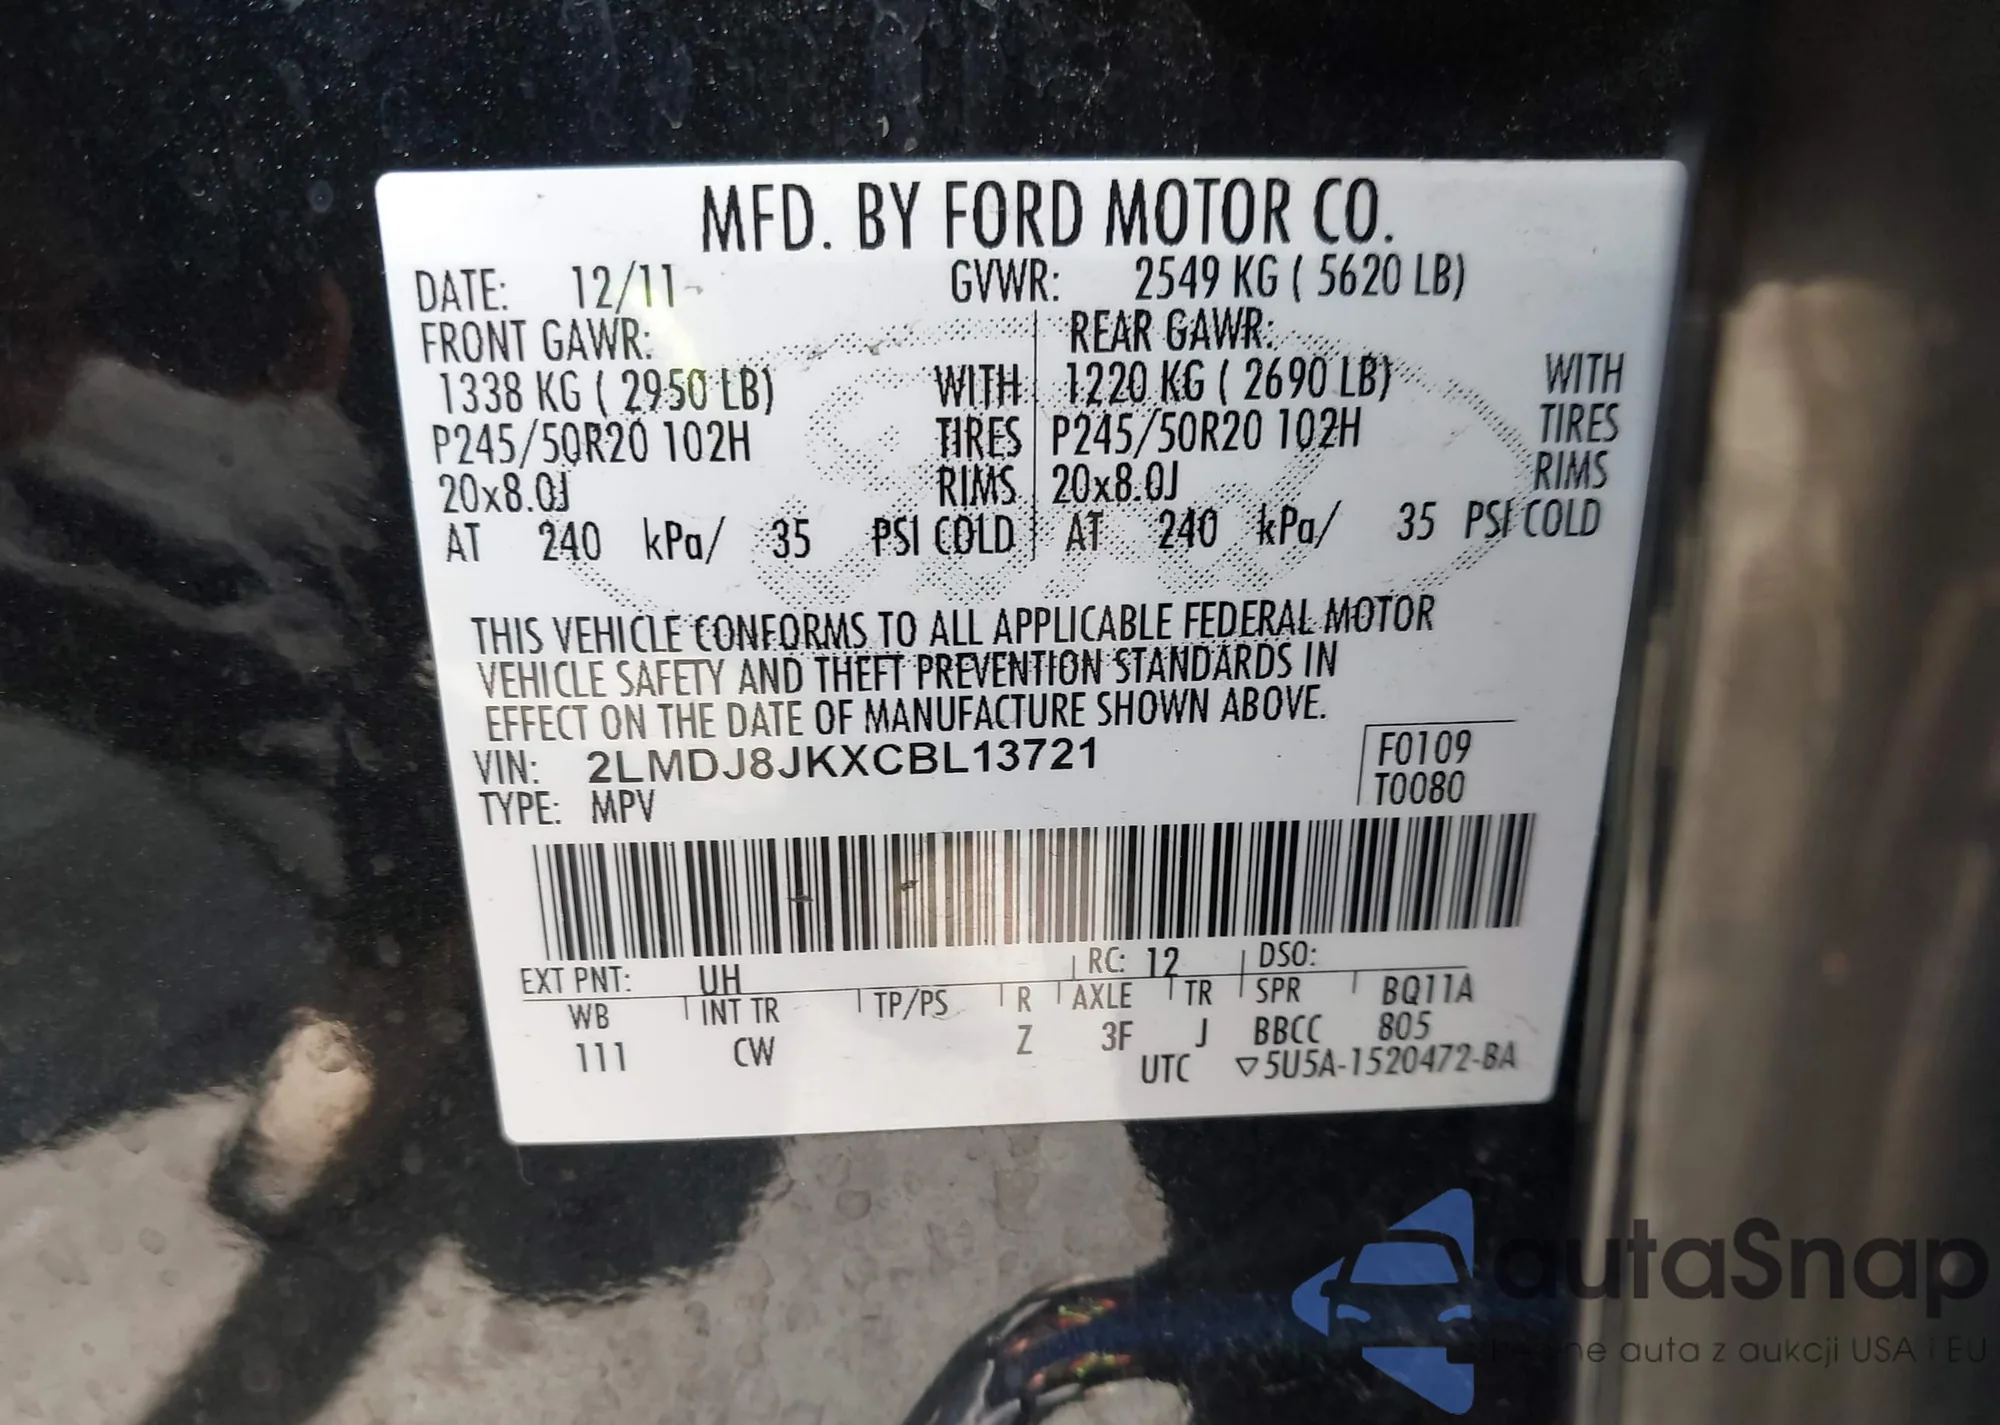 MFD. BY FORD MOTOR CO.
DATE: 12/11 GVWR: 2549 KG ( 5620 LB)
FRONT GAWR: REAR GAWR:
1338 KG ( 2950 LB) WITH 1220 KG ( 2690 LB) WITH
P245/50R20 102H TIRES P245/50R20 102H TIRES
20x8.0J RIMS 20x8.0J RIMS
AT 240 kPa/ 35 PSI COLD AT 240 kPa/ 35 PSI COLD
THIS VEHICLE CONFORMS TO ALL APPLICABLE FEDERAL MOTOR
VEHICLE SAFETY AND THEFT PREVENTION STANDARDS IN
EFFECT ON THE DATE OF MANUFACTURE SHOWN ABOVE.
VIN: 2LMDJ8JKXCBL13721 F0109
TYPE: MPV T0080
EXT PNT: UH RC: 12 DSO:
WB INT TR TP/PS R AXLE TR SPR BQ11A
111 CW Z 3F J BBCC 805
UTC ▽5U5A-1520472-BA
autaSnap
auta z aukcji USA i EU